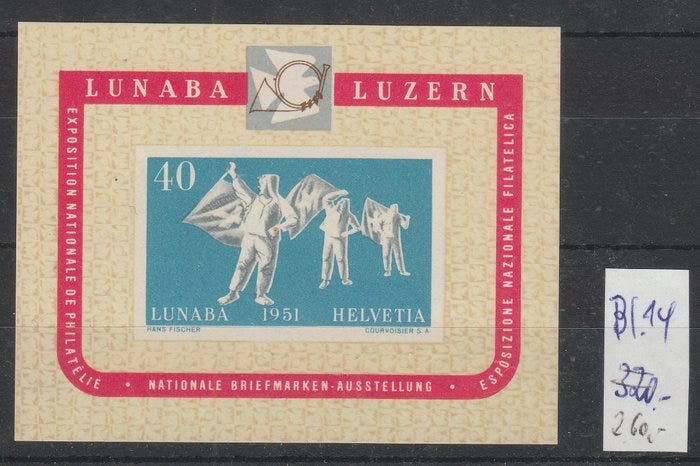 LUNABA LUZERN
EXPOSITION NATIONALE DE PHILATÉLIE
40
LUNABA 1951 HELVETIA
HANS FISCHER COURVOISIER S.A
• NATIONALE BRIEFMARKEN-AUSSTELLUNG •
ESPOSIZIONE NAZIONALE FILATELICA
Bl. 14
320.-
260,-